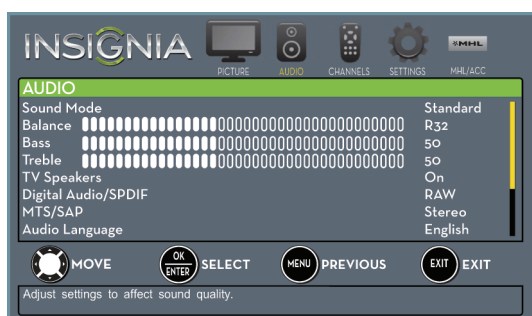 INSIGNIA
PICTURE AUDIO CHANNELS SETTINGS MHL MHL/ACC
AUDIO
Sound Mode Standard
Balance R32
Bass 50
Treble 50
TV Speakers On
Digital Audio/SPDIF RAW
MTS/SAP Stereo
Audio Language English
MOVE OK ENTER SELECT MENU PREVIOUS EXIT EXIT
Adjust settings to affect sound quality.